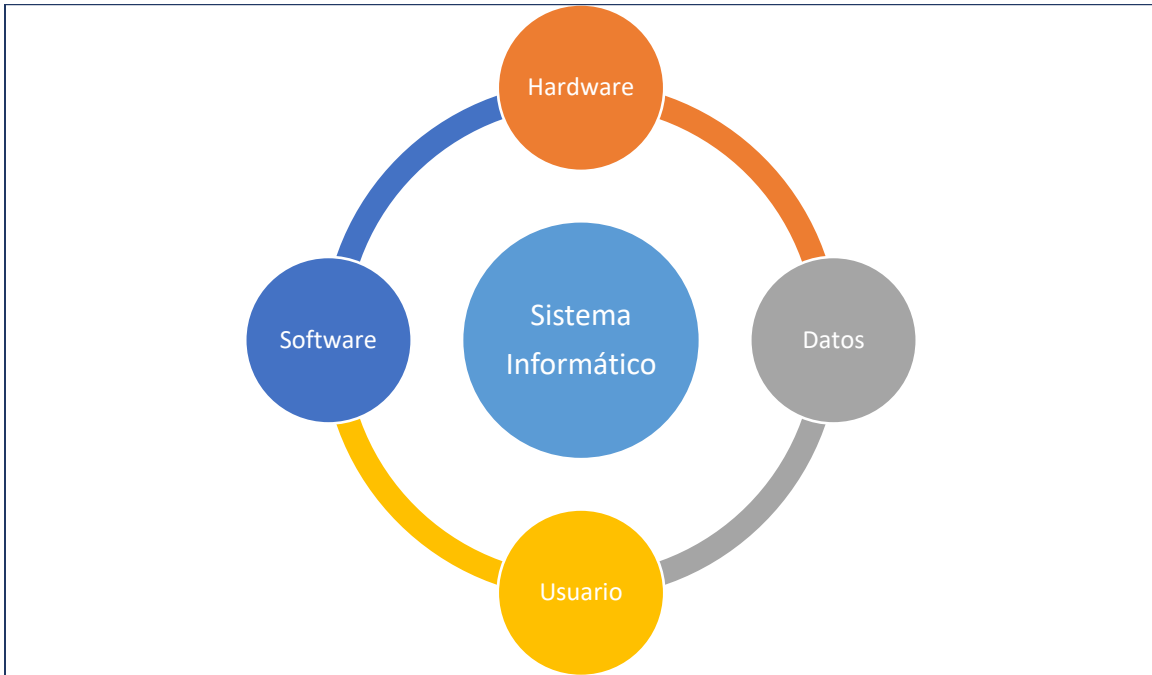 Hardware
Sistema
Informático
Software
Datos
Usuario